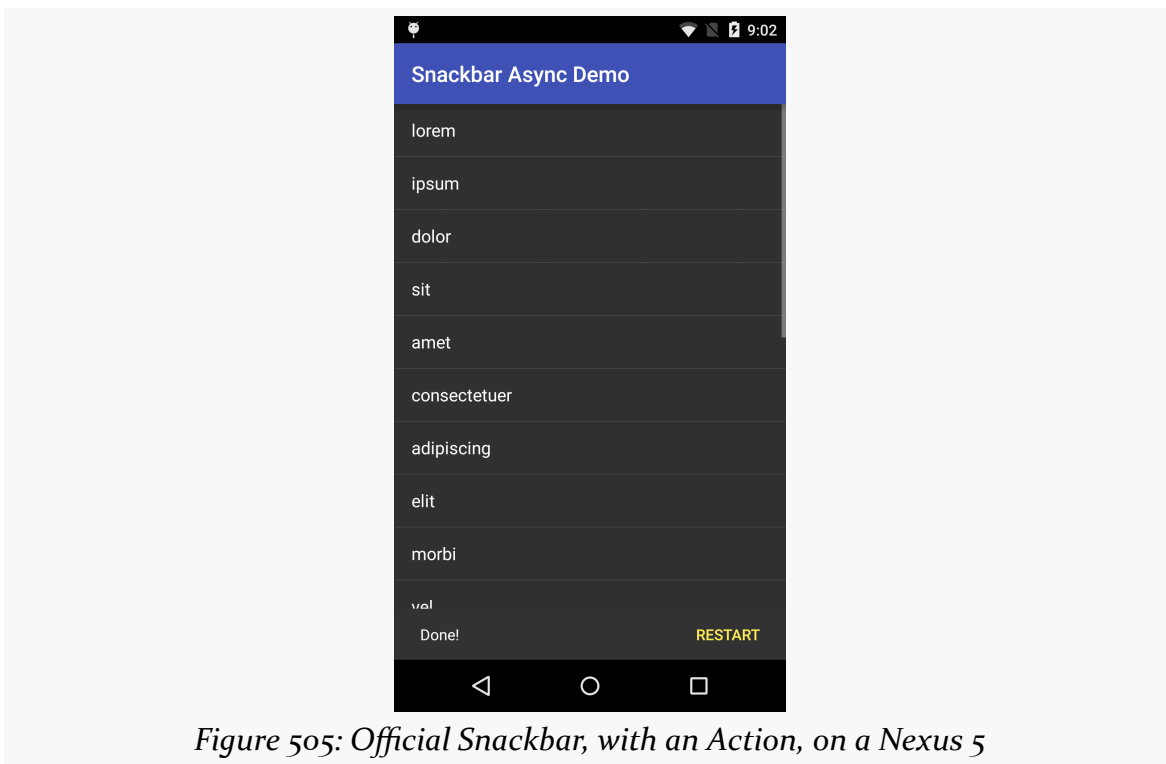 9:02
Snackbar Async Demo
lorem
ipsum
dolor
sit
amet
consectetuer
adipiscing
elit
morbi
vel
Done! RESTART
Figure 505: Official Snackbar, with an Action, on a Nexus 5